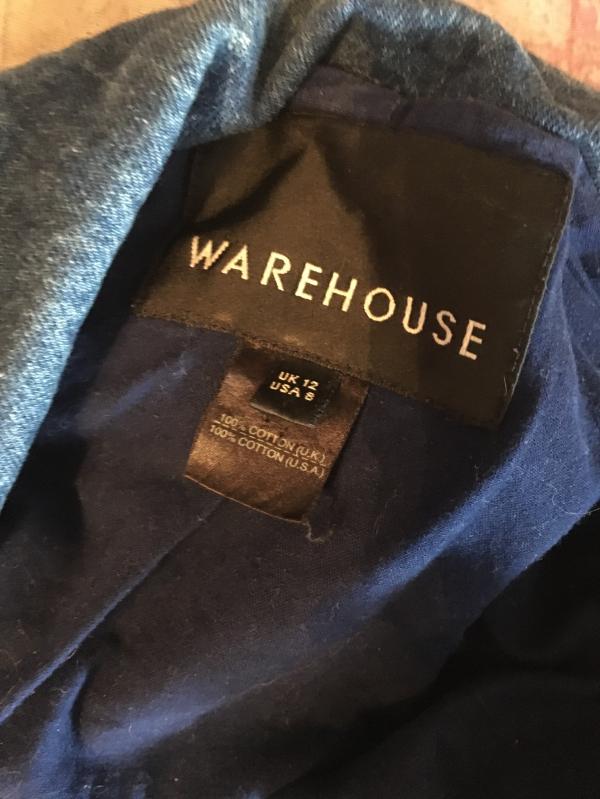 WAREHOUSE
UK 12
USA 8
100% COTTON (U.K.)
100% COTTON (U.S.A.)